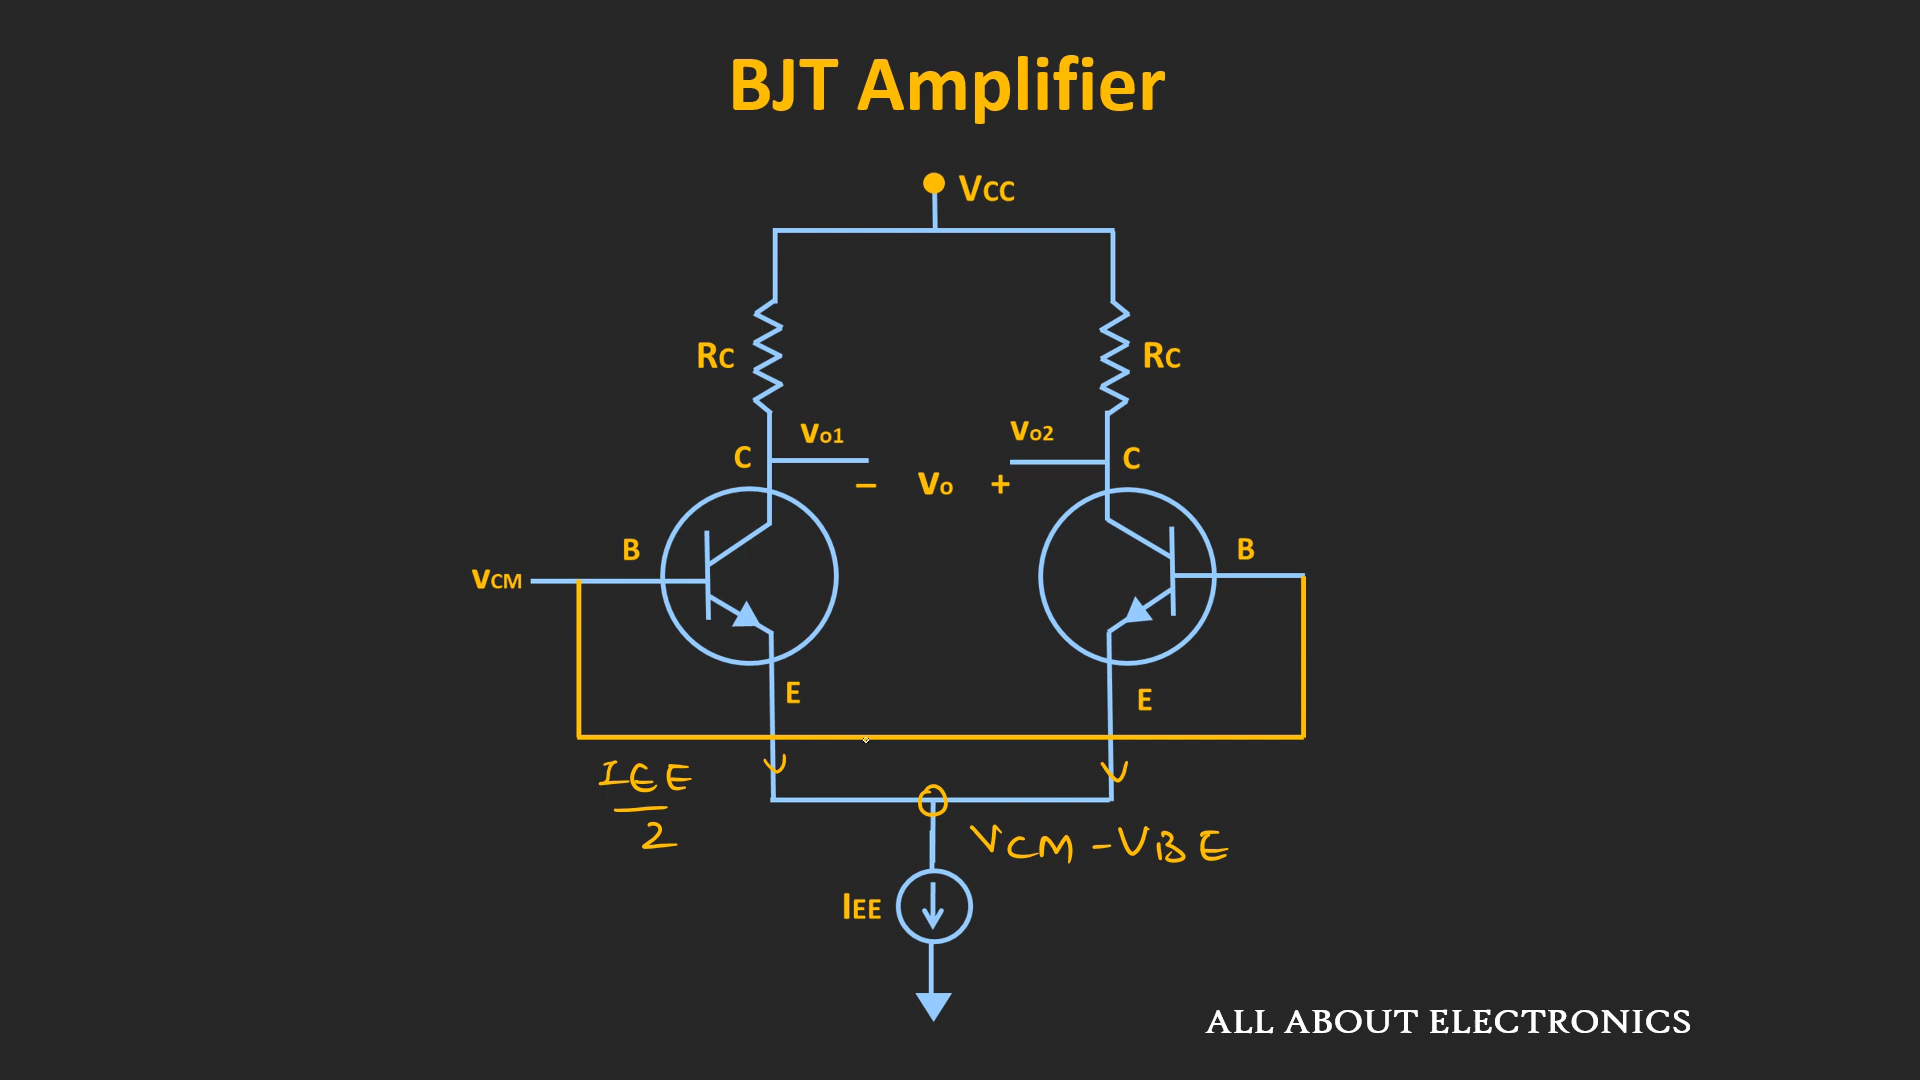 BJT Amplifier
VCC
RC
RC
vo1
vo2
C
C
– vo +
B
B
vCM
E
E
IEE
2
VCM - VBE
IEE
ALL ABOUT ELECTRONICS